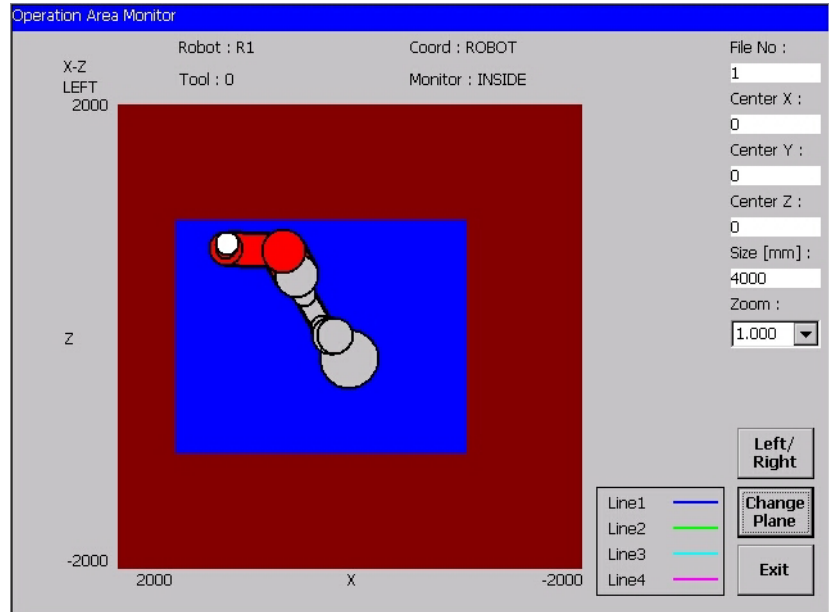 Operation Area Monitor
Robot : R1
Coord : ROBOT
File No :
X-Z
LEFT
Tool : 0
Monitor : INSIDE
1
Center X :
2000
0
Center Y :
0
Center Z :
0
Size [mm] :
4000
Zoom :
Z
1.000
Left/
Right
Line1
Change
Plane
Line2
Line3
-2000
Exit
Line4
2000
X
-2000